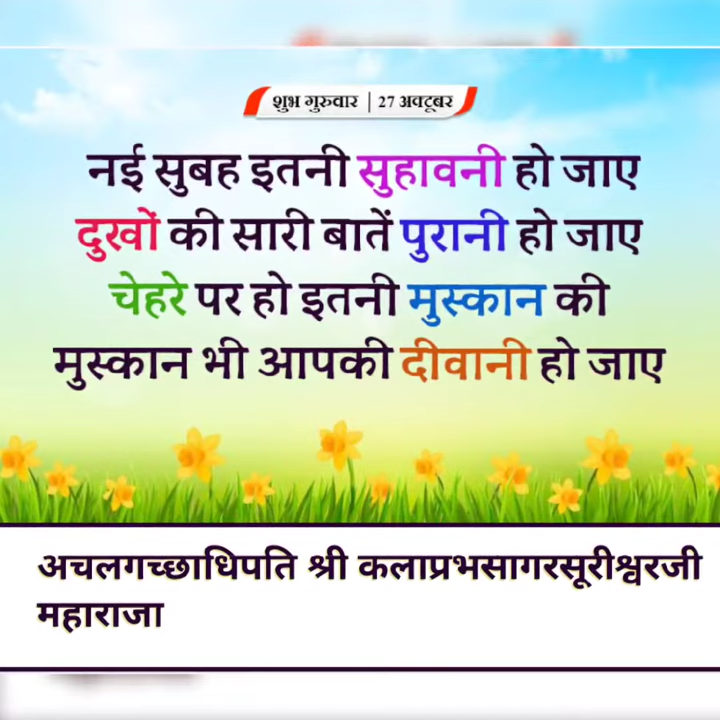 शुभ गुरुवार | 27 अक्टूबर
नई सुबह इतनी सुहावनी हो जाए
दुखों की सारी बातें पुरानी हो जाए
चेहरे पर हो इतनी मुस्कान की
मुस्कान भी आपकी दीवानी हो जाए
अचलगच्छाधिपति श्री कलाप्रभसागरसूरीश्वरजी
महाराजा